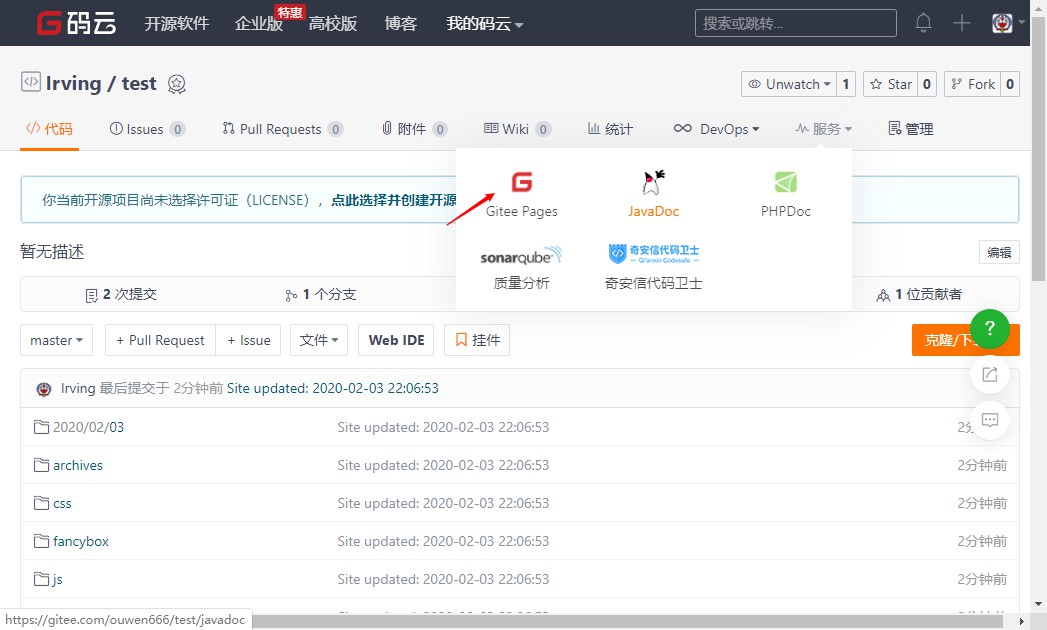 G码云 开源软件 企业版 特惠 高校版 博客 我的码云 搜索或跳转...
Irving / test Unwatch 1 Star 0 Fork 0
代码 Issues 0 Pull Requests 0 附件 0 Wiki 0 统计 DevOps 服务 管理
你当前开源项目尚未选择许可证（LICENSE），点此选择并创建开源
Gitee Pages JavaDoc PHPDoc
sonarqube 奇安信代码卫士
Qi'anxin Codesafe
质量分析 奇安信代码卫士
暂无描述 编辑
2 次提交 1 个分支 1 位贡献者
master + Pull Request + Issue 文件 Web IDE 挂件 克隆/下
?
Irving 最后提交于 2分钟前 Site updated: 2020-02-03 22:06:53
2020/02/03 Site updated: 2020-02-03 22:06:53 2分
archives Site updated: 2020-02-03 22:06:53 2分钟前
css Site updated: 2020-02-03 22:06:53 2分钟前
fancybox Site updated: 2020-02-03 22:06:53 2分钟前
js Site updated: 2020-02-03 22:06:53 2分钟前
https://gitee.com/ouwen666/test/javadoc